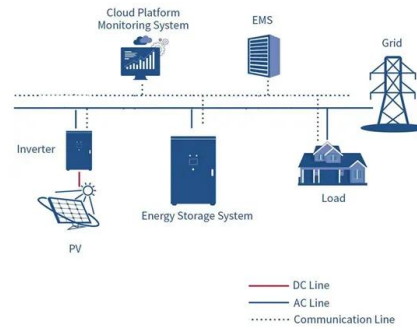 Cloud Platform
Monitoring System
EMS
Grid
Inverter
Energy Storage System
Load
PV
DC Line
AC Line
Communication Line